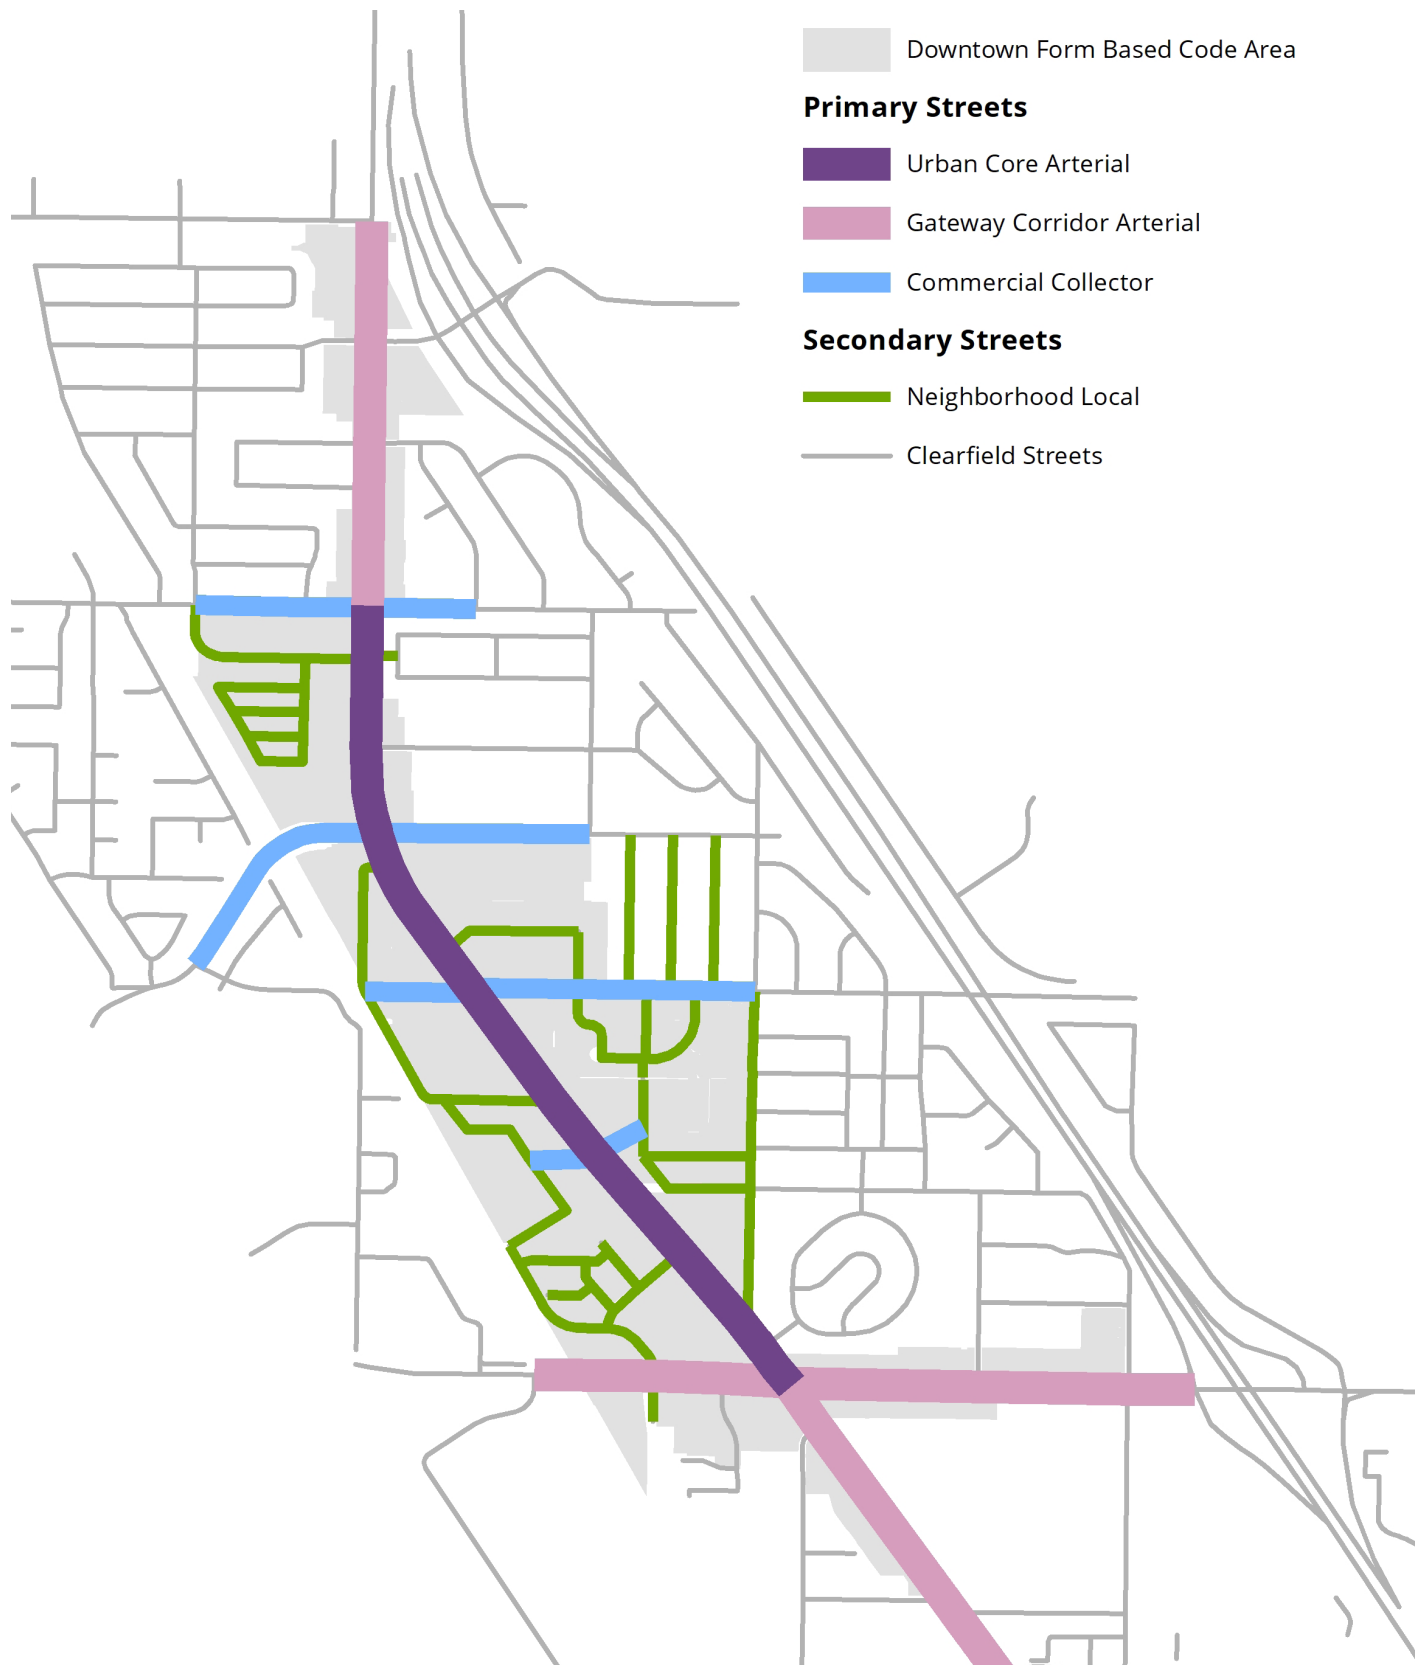 Downtown Form Based Code Area
Primary Streets
Urban Core Arterial
Gateway Corridor Arterial
Commercial Collector
Secondary Streets
Neighborhood Local
Clearfield Streets